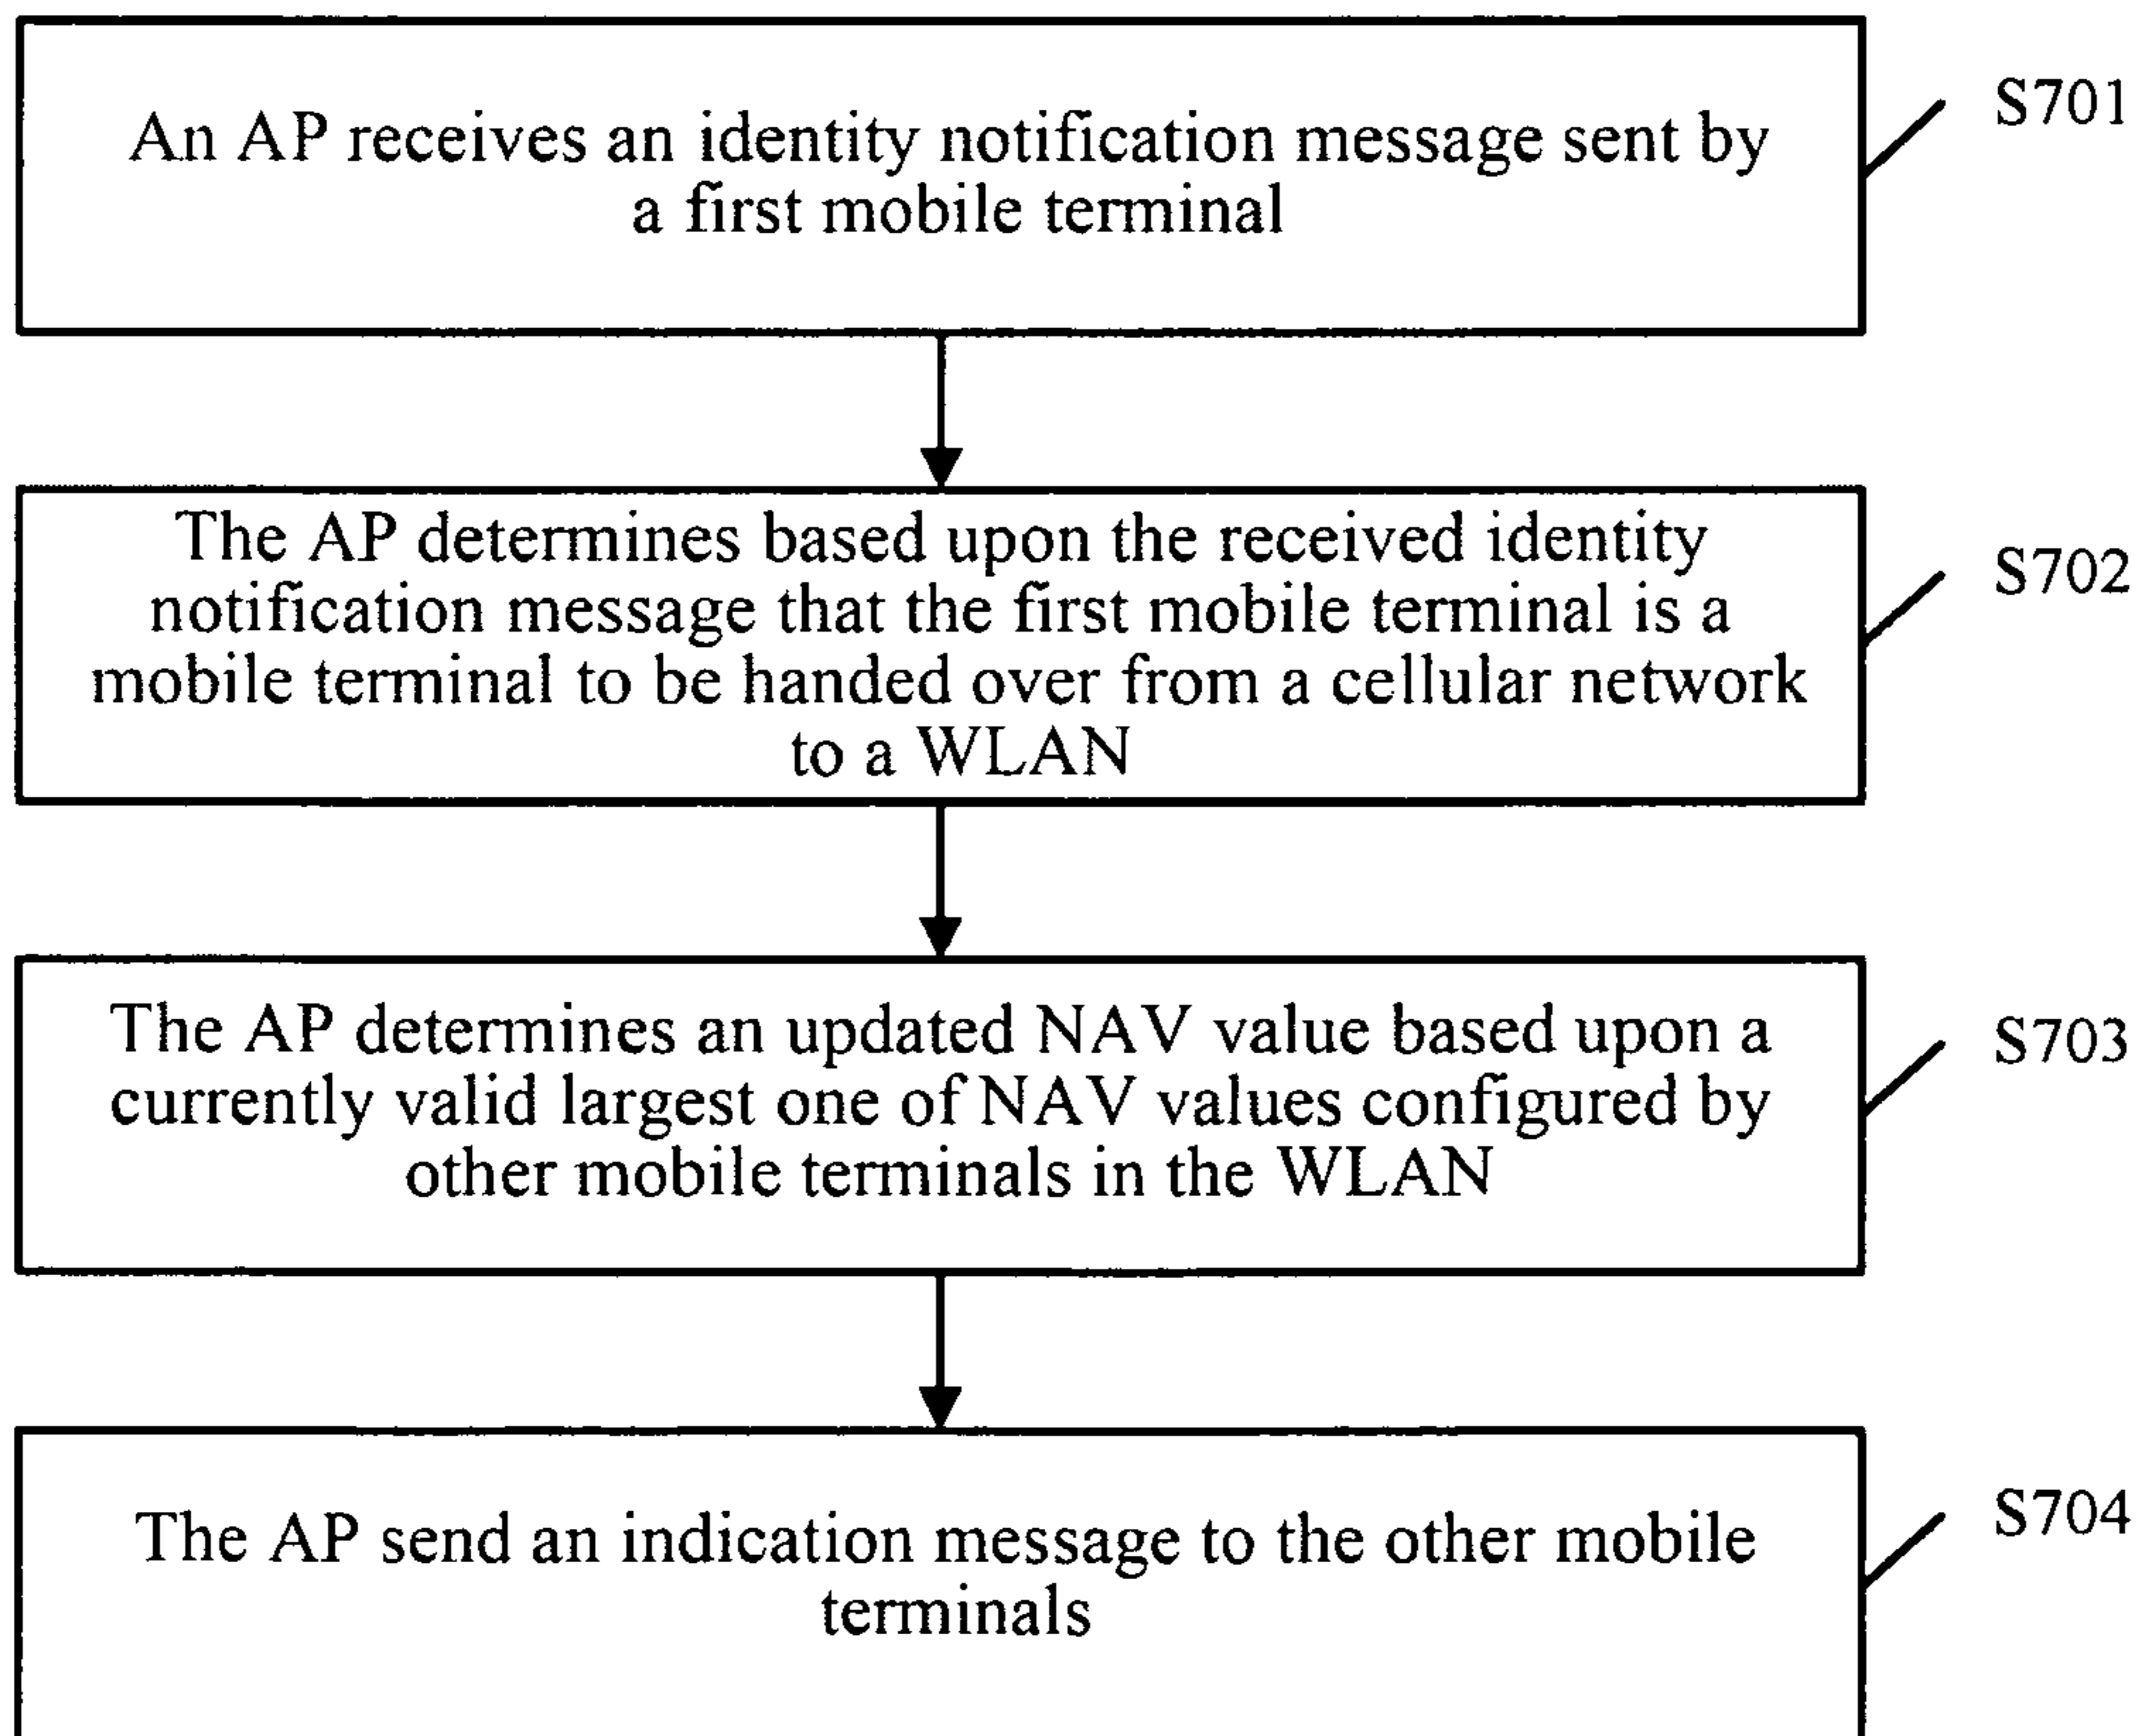 An AP receives an identity notification message sent by
a first mobile terminal
S701
The AP determines based upon the received identity
notification message that the first mobile terminal is a
mobile terminal to be handed over from a cellular network
to a WLAN
S702
The AP determines an updated NAV value based upon a
currently valid largest one of NAV values configured by
other mobile terminals in the WLAN
S703
The AP send an indication message to the other mobile
terminals
S704